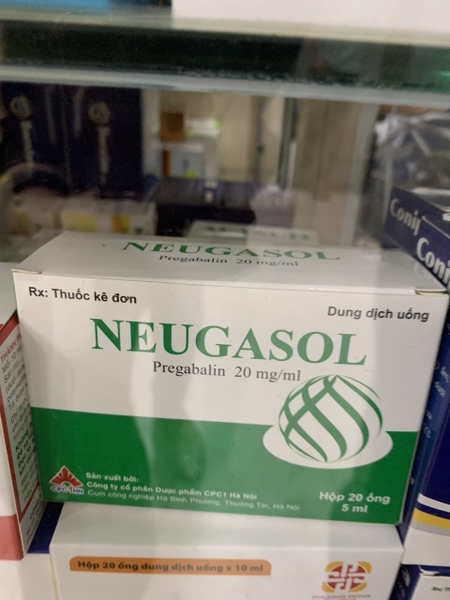 NEUGASOL
Pregabalin 20 mg/ml
Rx: Thuốc kê đơn
Dung dịch uống
NEUGASOL
Pregabalin 20 mg/ml
CPC1HN
Sản xuất bởi:
Công ty cổ phần Dược phẩm CPC1 Hà Nội
Cụm công nghiệp Hà Bình Phương, Thường Tín, Hà Nội
Hộp 20 ống
5 ml
Hộp 20 ống dung dịch uống x 10 ml